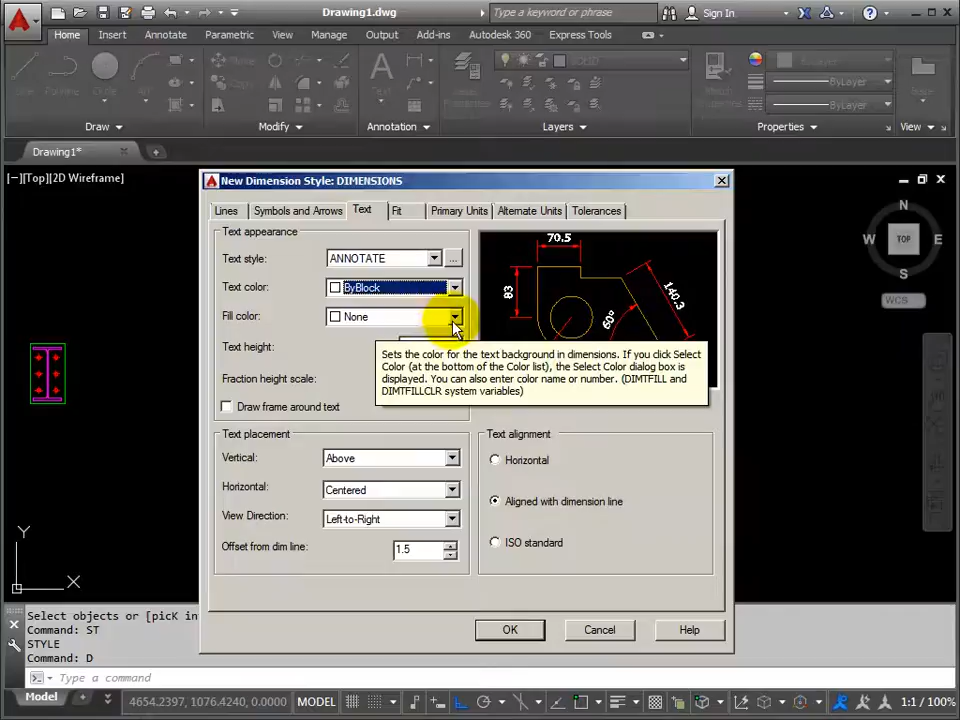 Drawing1.dwg
Type a keyword or phrase
Sign In
Home Insert Annotate Parametric View Manage Output Add-ins Autodesk 360 Express Tools
ByLayer
ByLayer
ByLayer
Draw Modify Annotation Layers Properties View
Drawing1*
[−][Top][2D Wireframe]
New Dimension Style: DIMENSIONS
Lines Symbols and Arrows Text Fit Primary Units Alternate Units Tolerances
Text appearance
Text style: ANNOTATE ...
Text color: ByBlock
Fill color: None
Text height:
Fraction height scale:
Draw frame around text
70.5
83
140.3
60°
Sets the color for the text background in dimensions. If you click Select
Color (at the bottom of the Color list), the Select Color dialog box is
displayed. You can also enter color name or number. (DIMTFILL and
DIMTFILLCLR system variables)
Text placement
Vertical: Above
Horizontal: Centered
View Direction: Left-to-Right
Offset from dim line: 1.5
Text alignment
Horizontal
Aligned with dimension line
ISO standard
OK Cancel Help
N
W TOP E
S
WCS
Y
X
Select objects or [picK in
Command: ST
STYLE
Command: D
Type a command
Model
4654.2397, 1076.4240, 0.0000 MODEL
1:1 / 100%